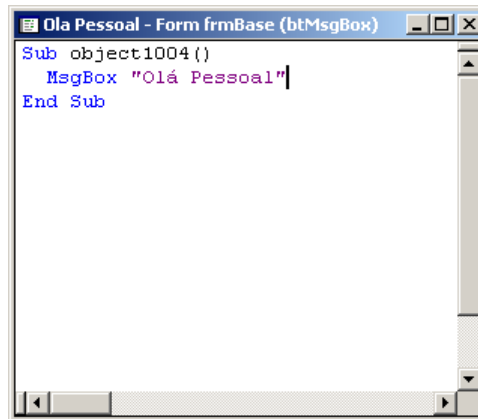 Ola Pessoal - Form frmBase (btMsgBox)
Sub object1004()
MsgBox "Olá Pessoal"
End Sub